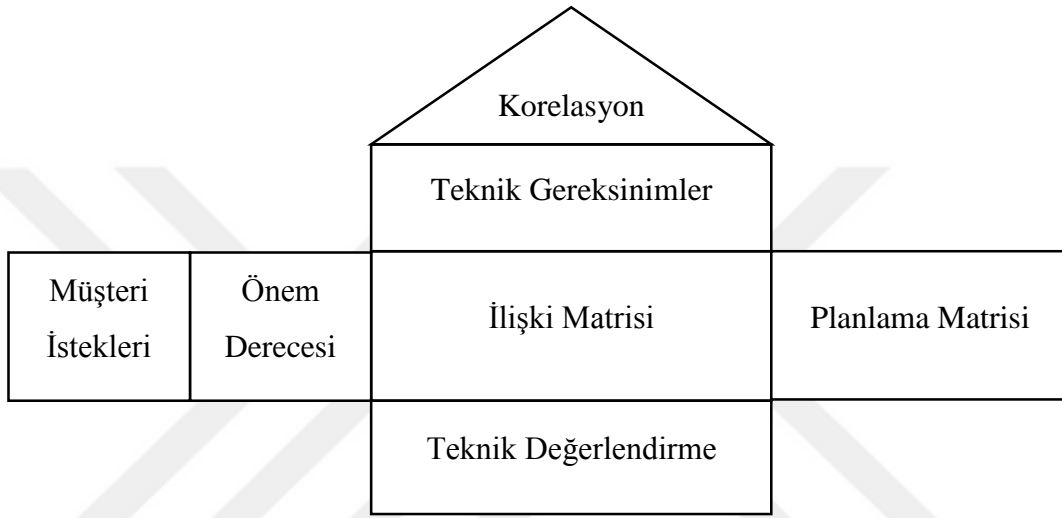 Korelasyon
Teknik Gereksinimler
Müşteri
İstekleri
Önem
Derecesi
İlişki Matrisi
Planlama Matrisi
Teknik Değerlendirme